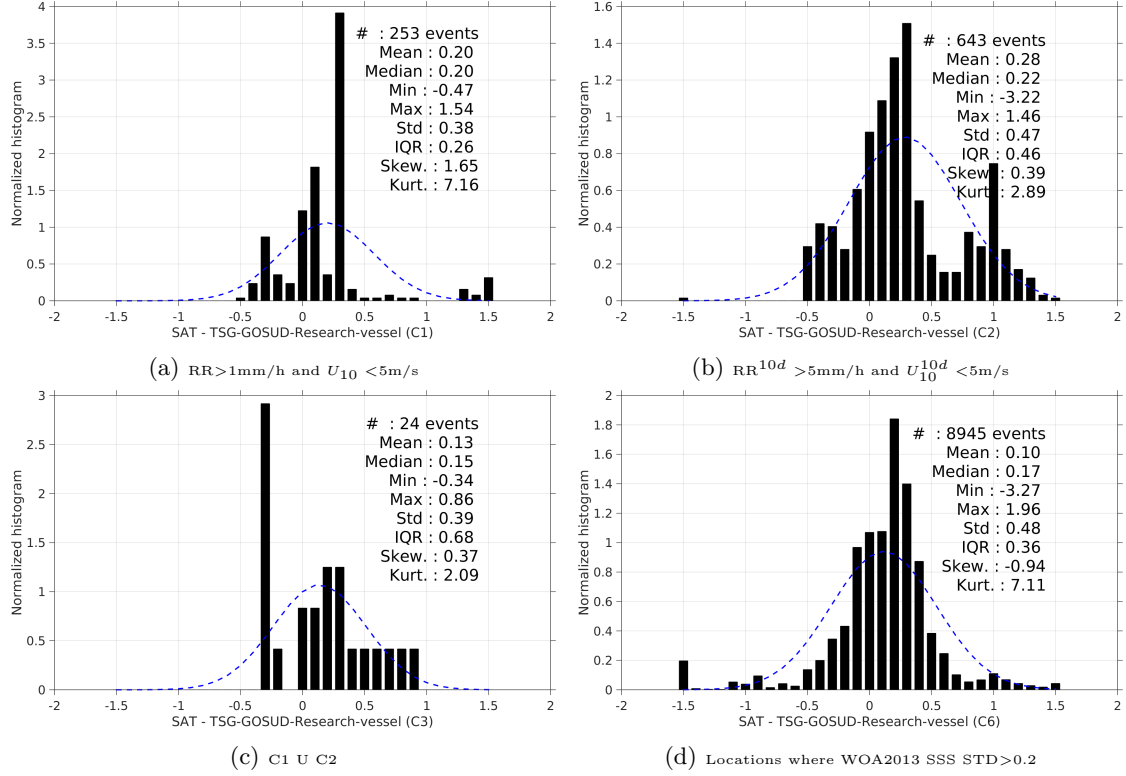 4
3.5
3
2.5
2
1.5
1
0.5
0
Normalized histogram
# : 253 events
Mean : 0.20
Median : 0.20
Min : -0.47
Max : 1.54
Std : 0.38
IQR : 0.26
Skew. : 1.65
Kurt. : 7.16
-2 -1.5 -1 -0.5 0 0.5 1 1.5 2
SAT - TSG-GOSUD-Research-vessel (C1)
(a) RR>1mm/h and U10 <5m/s
1.6
1.4
1.2
1
0.8
0.6
0.4
0.2
0
Normalized histogram
# : 643 events
Mean : 0.28
Median : 0.22
Min : -3.22
Max : 1.46
Std : 0.47
IQR : 0.46
Skew. : 0.39
Kurt. : 2.89
-2 -1.5 -1 -0.5 0 0.5 1 1.5 2
SAT - TSG-GOSUD-Research-vessel (C2)
(b) RR^10d >5mm/h and U10^10d <5m/s
3
2.5
2
1.5
1
0.5
0
Normalized histogram
# : 24 events
Mean : 0.13
Median : 0.15
Min : -0.34
Max : 0.86
Std : 0.39
IQR : 0.68
Skew. : 0.37
Kurt. : 2.09
-2 -1.5 -1 -0.5 0 0.5 1 1.5 2
SAT - TSG-GOSUD-Research-vessel (C3)
(c) C1 U C2
2
1.8
1.6
1.4
1.2
1
0.8
0.6
0.4
0.2
0
Normalized histogram
# : 8945 events
Mean : 0.10
Median : 0.17
Min : -3.27
Max : 1.96
Std : 0.48
IQR : 0.36
Skew. : -0.94
Kurt. : 7.11
-2 -1.5 -1 -0.5 0 0.5 1 1.5 2
SAT - TSG-GOSUD-Research-vessel (C6)
(d) Locations where WOA2013 SSS STD>0.2